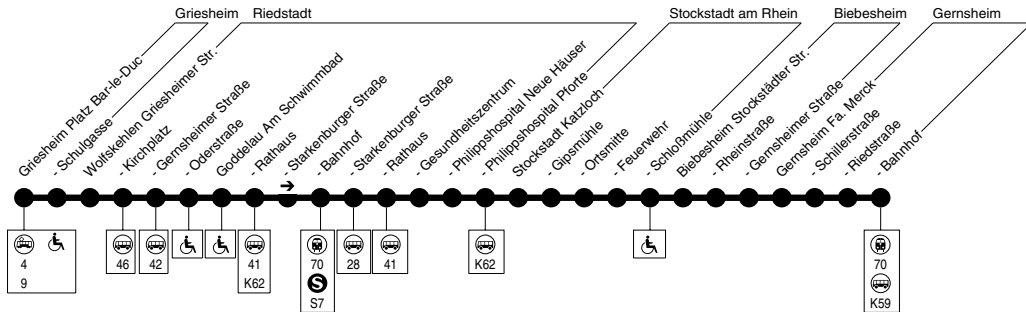 Griesheim
Riedstadt
Stockstadt am Rhein
Biebesheim
Gernsheim
Griesheim Platz Bar-le-Duc
- Schulgasse
Wolfskehlen Griesheimer Str.
- Kirchplatz
- Gernsheimer Straße
- Oderstraße
Goddelau Am Schwimmbad
- Rathaus
- Starkenburger Straße
- Bahnhof
- Starkenburger Straße
- Rathaus
- Gesundheitszentrum
- Philippshospital Neue Häuser
- Philippshospital Pforte
Stockstadt Katzloch
- Gipsmühle
- Ortsmitte
- Feuerwehr
- Schloßmühle
Biebesheim Stockstädter Str.
- Rheinstraße
- Gernsheimer Straße
Gernsheim Fa. Merck
- Schillerstraße
- Riedstraße
- Bahnhof
4
9
46
42
41
K62
70
S
S7
28
41
K62
70
K59